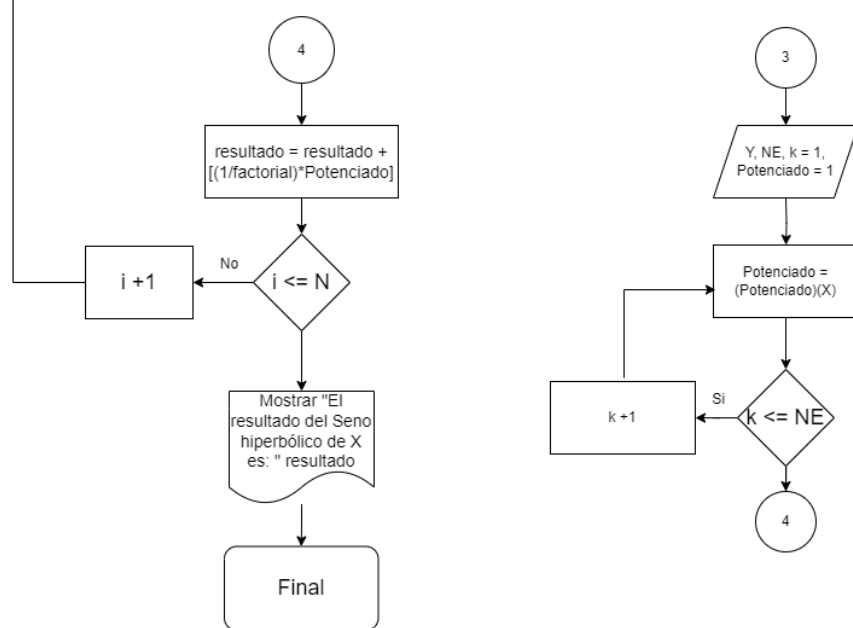 4
resultado = resultado +
[(1/factorial)*Potenciado]
No
i +1
i <= N
Mostrar "El
resultado del Seno
hiperbólico de X
es: " resultado
Final
3
Y, NE, k = 1,
Potenciado = 1
Potenciado =
(Potenciado)(X)
Si
k +1
k <= NE
4